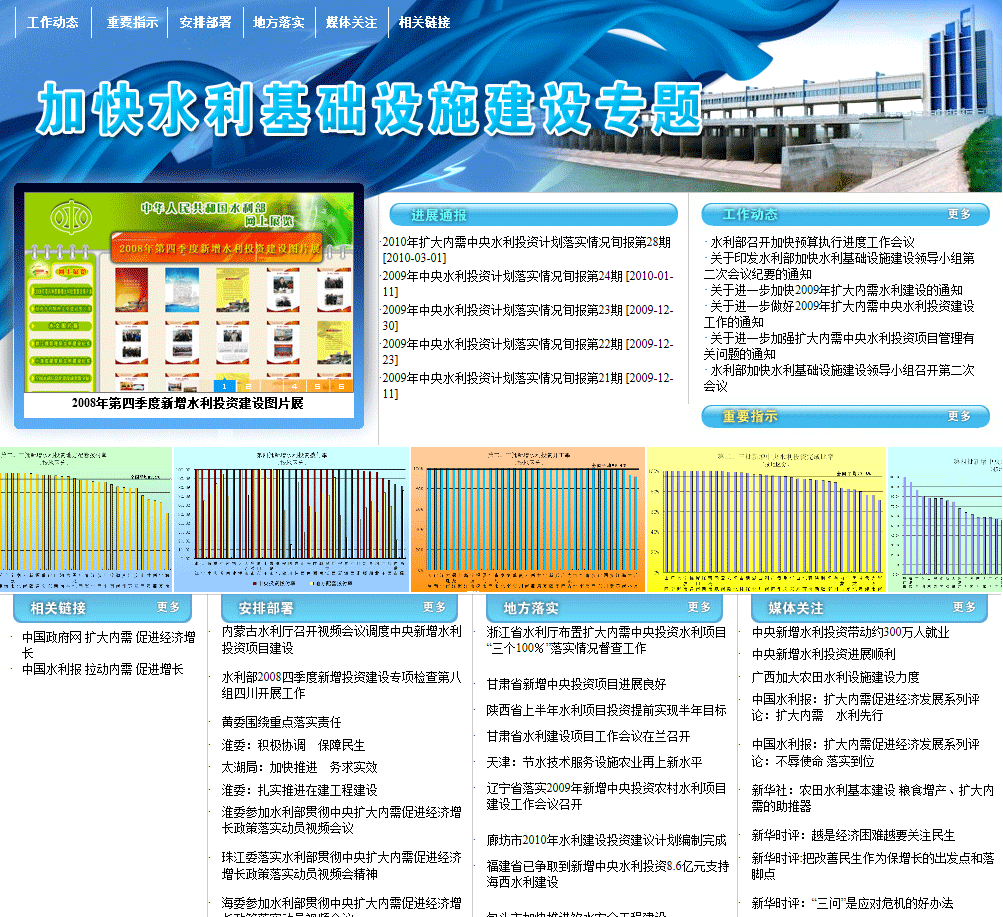 工作动态 重要指示 安排部署 地方落实 媒体关注 相关链接
加快水利基础设施建设专题
中华人民共和国水利部
网上展览
2008年第四季度新增水利投资建设图片展
1 2 4 5 6
2008年第四季度新增水利投资建设图片展
进展通报
·2010年扩大内需中央水利投资计划落实情况旬报第28期
[2010-03-01]
·2009年中央水利投资计划落实情况旬报第24期 [2010-01-
11]
·2009年中央水利投资计划落实情况旬报第23期 [2009-12-
30]
·2009年中央水利投资计划落实情况旬报第22期 [2009-12-
23]
·2009年中央水利投资计划落实情况旬报第21期 [2009-12-
11]
工作动态 更多
· 水利部召开加快预算执行进度工作会议
· 关于印发水利部加快水利基础设施建设领导小组第
二次会议纪要的通知
· 关于进一步加快2009年扩大内需水利建设的通知
· 关于进一步做好2009年扩大内需中央水利投资建设
工作的通知
· 关于进一步加强扩大内需中央水利投资项目管理有
关问题的通知
· 水利部加快水利基础设施建设领导小组召开第二次
会议
重要指示 更多
相关链接 更多
· 中国政府网 扩大内需 促进经济增
长
· 中国水利报 拉动内需 促进增长
安排部署 更多
· 内蒙古水利厅召开视频会议调度中央新增水利
投资项目建设
· 水利部2008四季度新增投资建设专项检查第八
组四川开展工作
· 黄委围绕重点落实责任
· 淮委：积极协调　保障民生
· 太湖局：加快推进　务求实效
· 淮委：扎实推进在建工程建设
· 淮委参加水利部贯彻中央扩大内需促进经济增
长政策落实动员视频会议
· 珠江委落实水利部贯彻中央扩大内需促进经济
增长政策落实动员视频会精神
· 海委参加水利部贯彻中央扩大内需促进经济增
长政策落实动员视频会议
地方落实 更多
· 浙江省水利厅布置扩大内需中央投资水利项目
“三个100%”落实情况督查工作
· 甘肃省新增中央投资项目进展良好
· 陕西省上半年水利项目投资提前实现半年目标
· 甘肃省水利建设项目工作会议在兰召开
· 天津：节水技术服务设施农业再上新水平
· 辽宁省落实2009年新增中央投资农村水利项目
建设工作会议召开
· 廊坊市2010年水利建设投资建议计划编制完成
· 福建省已争取到新增中央水利投资8.6亿元支持
海西水利建设
媒体关注 更多
· 中央新增水利投资带动约300万人就业
· 中央新增水利投资进展顺利
· 广西加大农田水利设施建设力度
· 中国水利报：扩大内需促进经济发展系列评
论：扩大内需　水利先行
· 中国水利报：扩大内需促进经济发展系列评
论：不辱使命 落实到位
· 新华社：农田水利基本建设 粮食增产、扩大内
需的助推器
· 新华时评：越是经济困难越要关注民生
· 新华时评:把改善民生作为保增长的出发点和落
脚点
· 新华时评：“三问”是应对危机的好办法